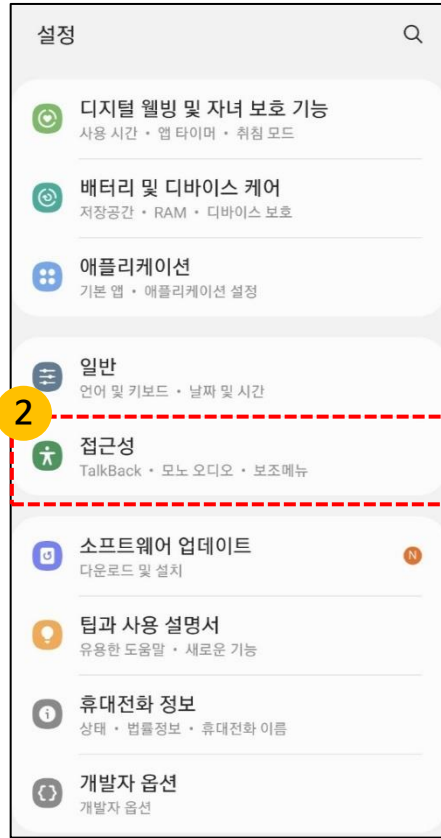 설정
디지털 웰빙 및 자녀 보호 기능
사용 시간 • 앱 타이머 • 취침 모드
배터리 및 디바이스 케어
저장공간 • RAM • 디바이스 보호
애플리케이션
기본 앱 • 애플리케이션 설정
일반
언어 및 키보드 • 날짜 및 시간
2
접근성
TalkBack • 모노 오디오 • 보조메뉴
소프트웨어 업데이트
N
다운로드 및 설치
팁과 사용 설명서
유용한 도움말 • 새로운 기능
휴대전화 정보
상태 • 법률정보 • 휴대전화 이름
개발자 옵션
개발자 옵션